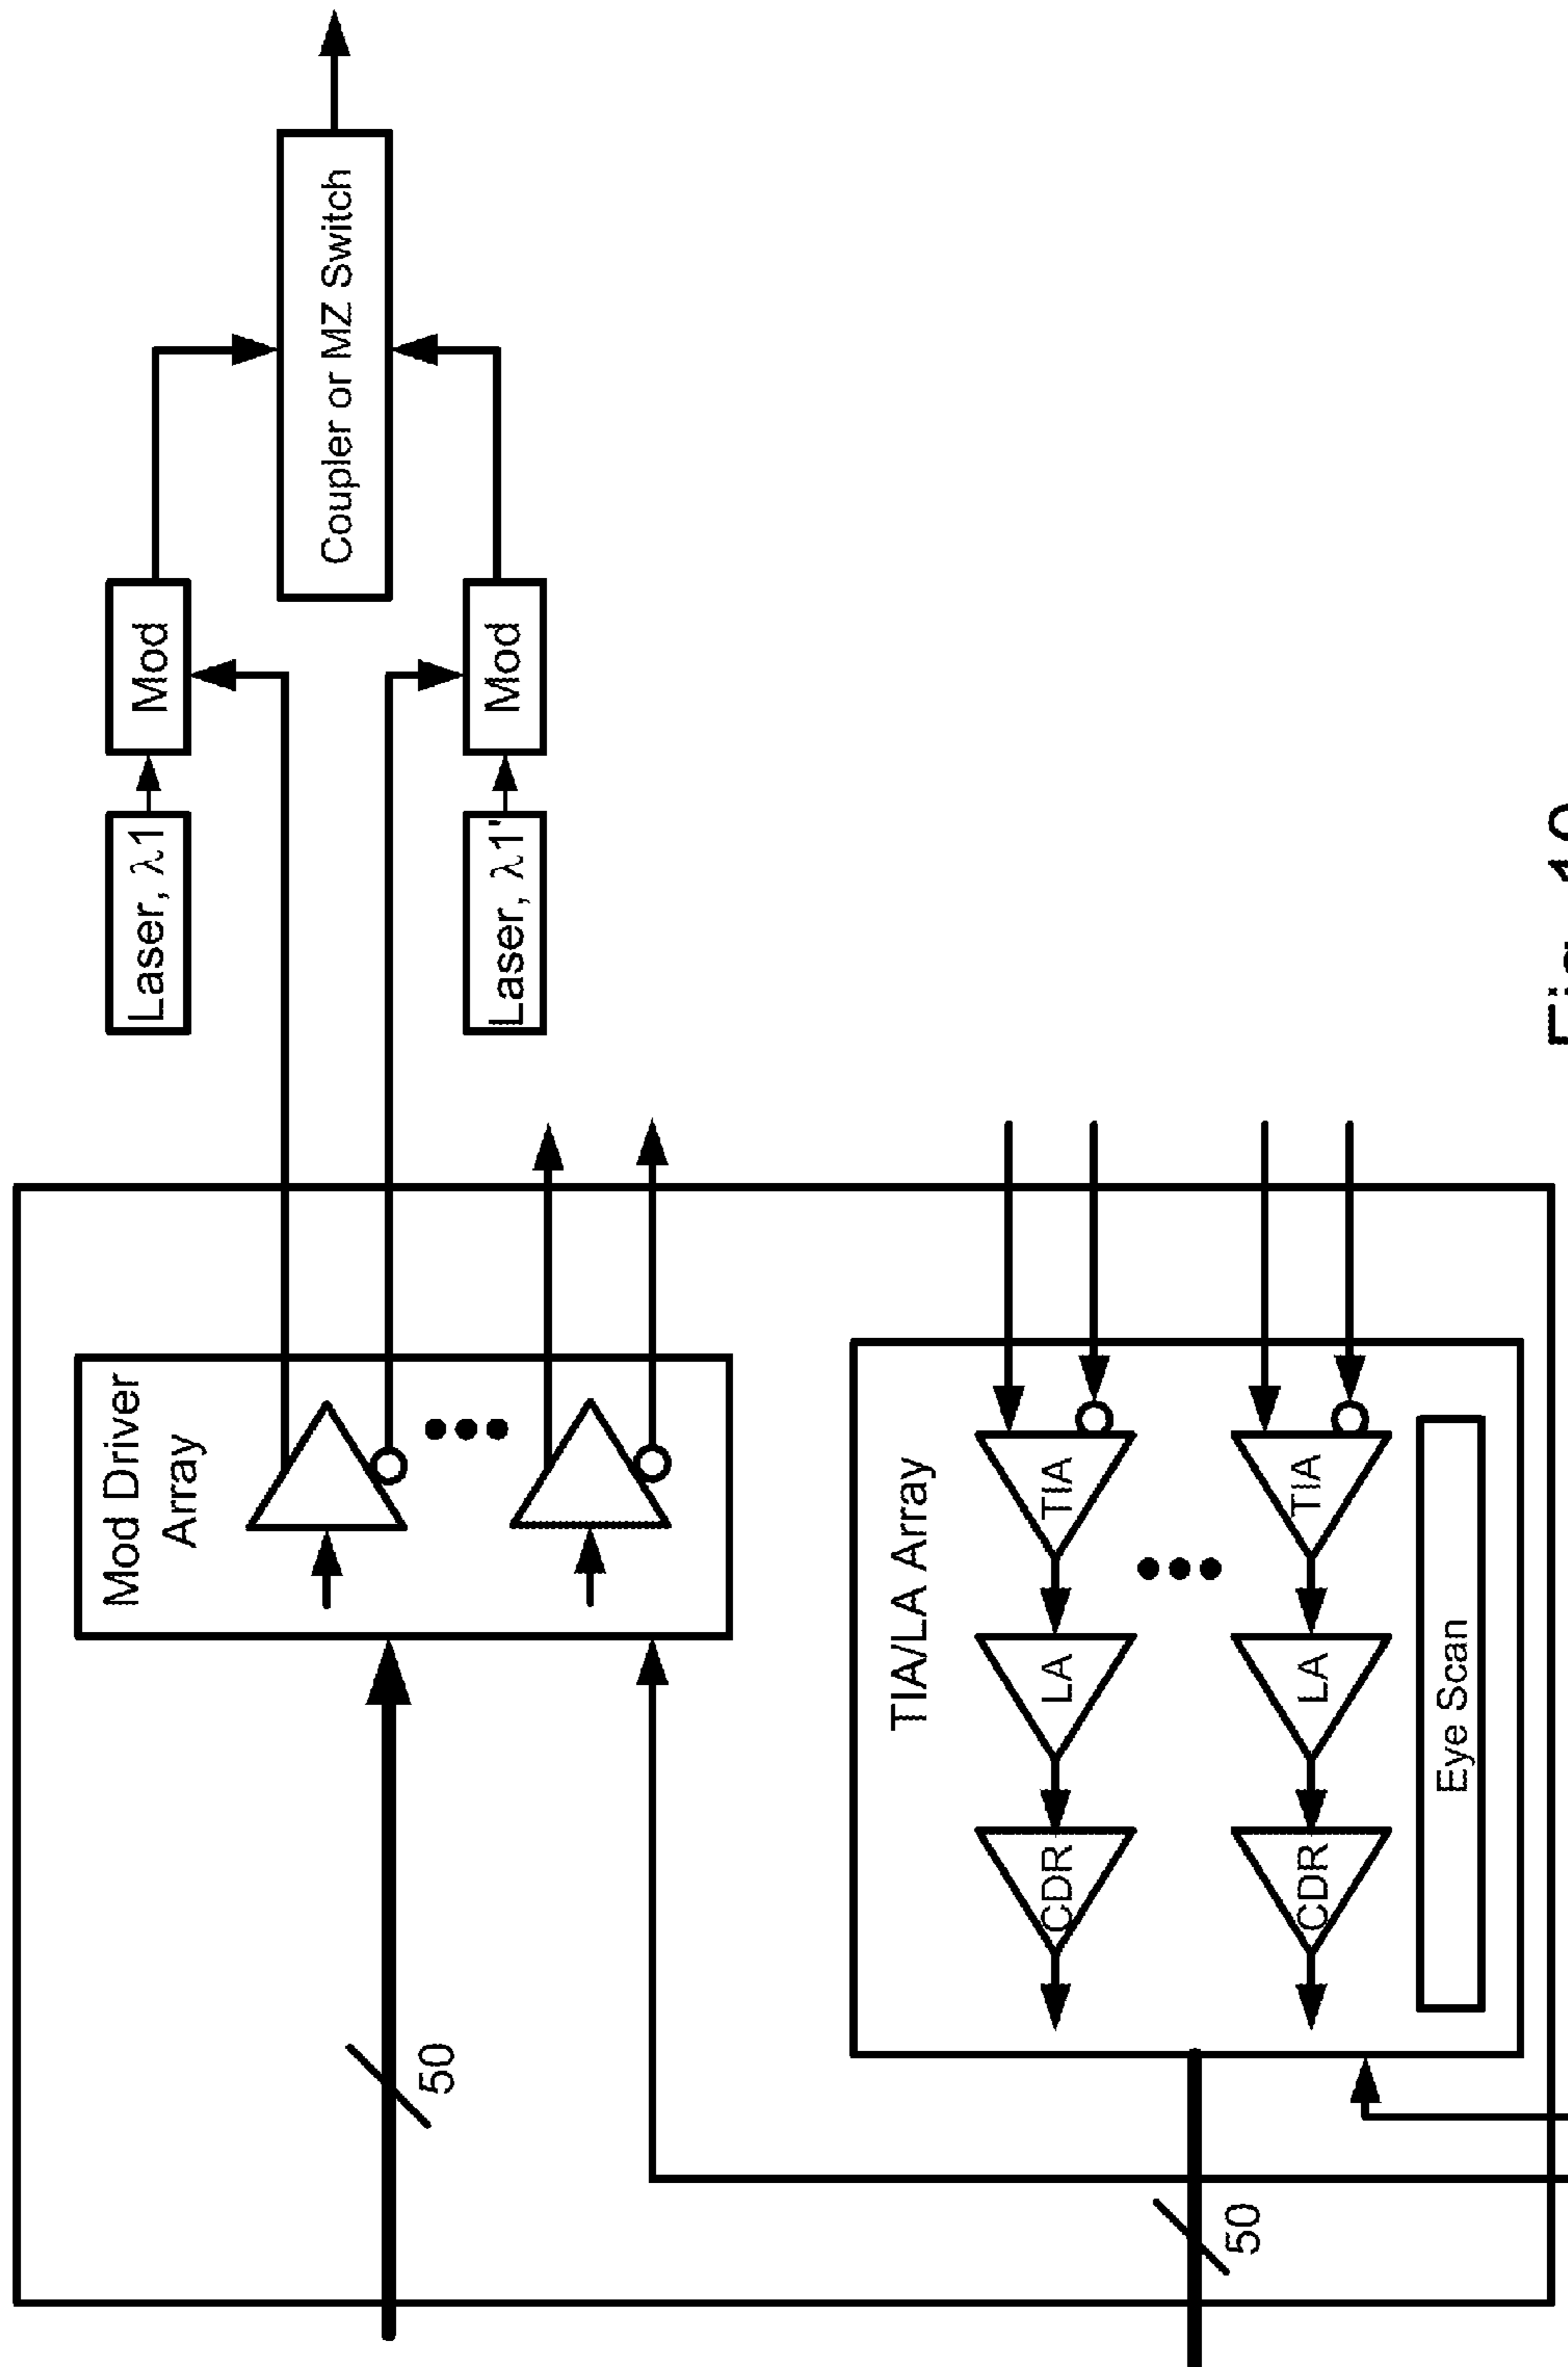 Mod Driver
Array
Laser, λ1
Mod
Coupler or MZ Switch
50
Laser, λ1'
Mod
TIA/LA Array
CDR
LA
TIA
50
CDR
LA
TIA
Eye Scan